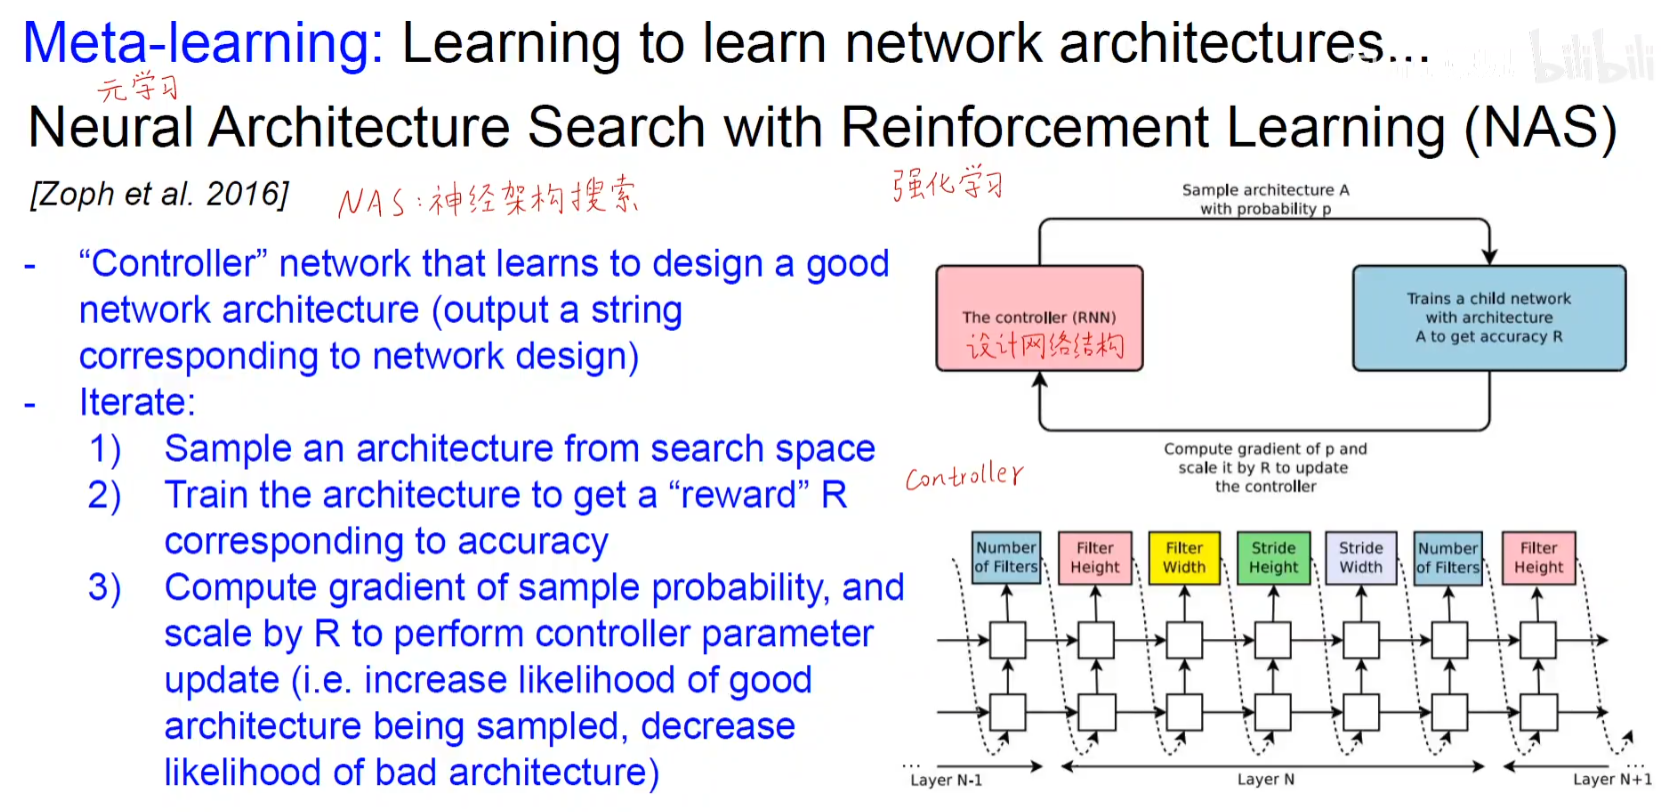 Meta-learning: Learning to learn network architectures...
bilibili
元学习
Neural Architecture Search with Reinforcement Learning (NAS)
[Zoph et al. 2016]
NAS:神经架构搜索
强化学习
- “Controller” network that learns to design a good
network architecture (output a string
corresponding to network design)
- Iterate:
1) Sample an architecture from search space
2) Train the architecture to get a “reward” R
corresponding to accuracy
3) Compute gradient of sample probability, and
scale by R to perform controller parameter
update (i.e. increase likelihood of good
architecture being sampled, decrease
likelihood of bad architecture)
Sample architecture A
with probability p
The controller (RNN)
设计网络结构
Trains a child network
with architecture
A to get accuracy R
Compute gradient of p and
scale it by R to update
the controller
Controller
Number
of Filters
Filter
Height
Filter
Width
Stride
Height
Stride
Width
Number
of Filters
Filter
Height
...
Layer N-1
Layer N
...
Layer N+1